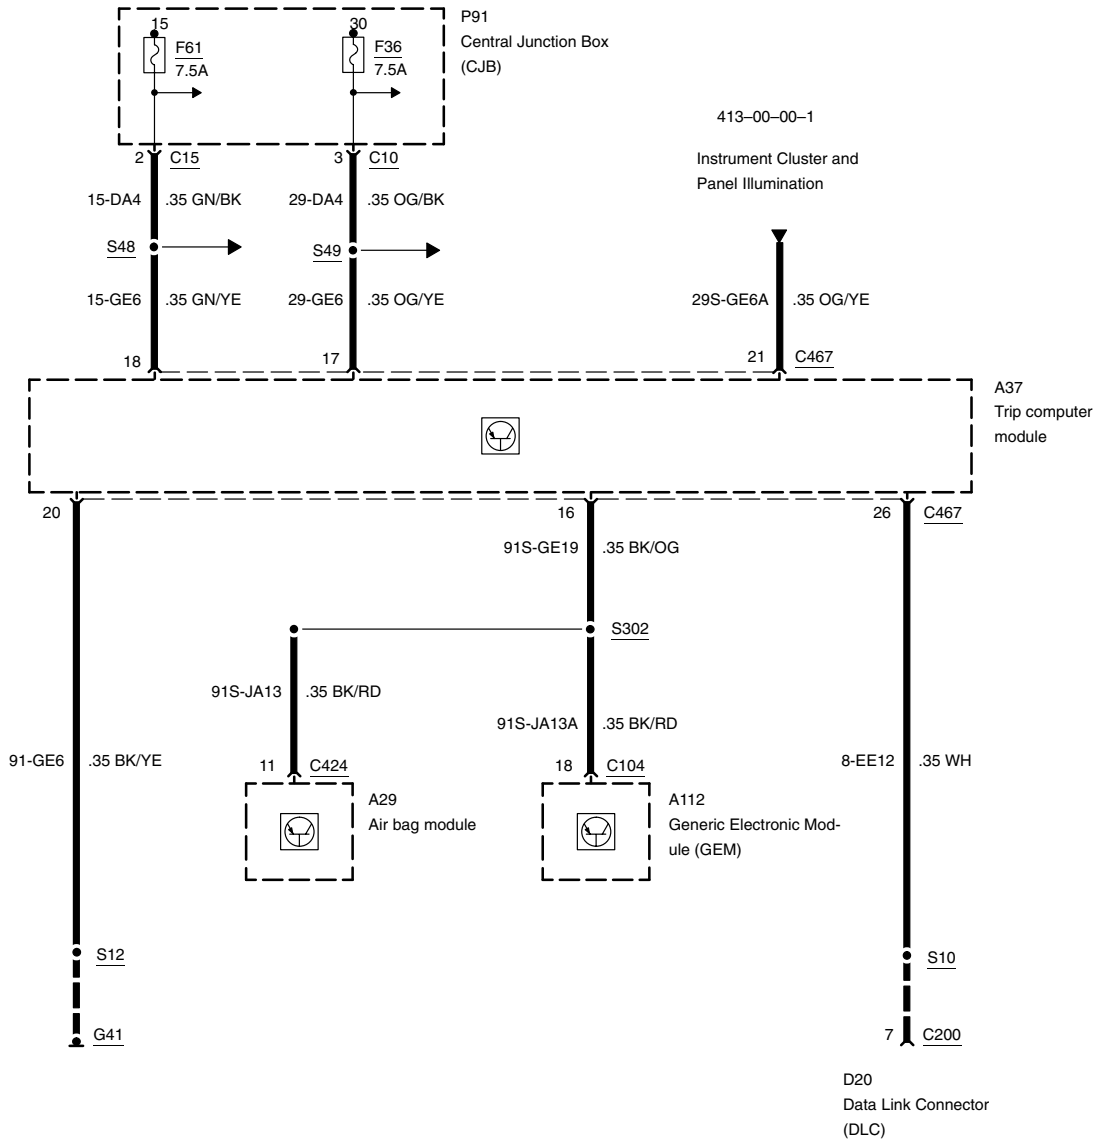 P91
Central Junction Box
(CJB)
15
F61
7.5A
30
F36
7.5A
413–00–00–1
Instrument Cluster and
Panel Illumination
2
C15
3
C10
15-DA4
.35 GN/BK
29-DA4
.35 OG/BK
S48
S49
15-GE6
.35 GN/YE
29-GE6
.35 OG/YE
29S-GE6A
.35 OG/YE
18
17
21
C467
A37
Trip computer
module
20
16
26
C467
91S-GE19
.35 BK/OG
S302
91S-JA13
.35 BK/RD
91S-JA13A
.35 BK/RD
91-GE6
.35 BK/YE
8-EE12
.35 WH
11
C424
18
C104
A29
Air bag module
A112
Generic Electronic Mod-
ule (GEM)
S12
S10
G41
7
C200
D20
Data Link Connector
(DLC)